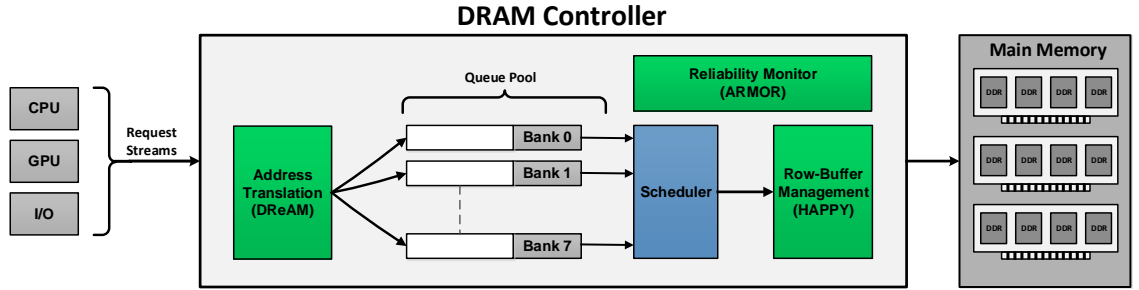 DRAM Controller
CPU
GPU
I/O
Request
Streams
Address
Translation
(DReAM)
Queue Pool
Bank 0
Bank 1
Bank 7
Reliability Monitor
(ARMOR)
Scheduler
Row-Buffer
Management
(HAPPY)
Main Memory
DDR DDR DDR DDR
DDR DDR DDR DDR
DDR DDR DDR DDR